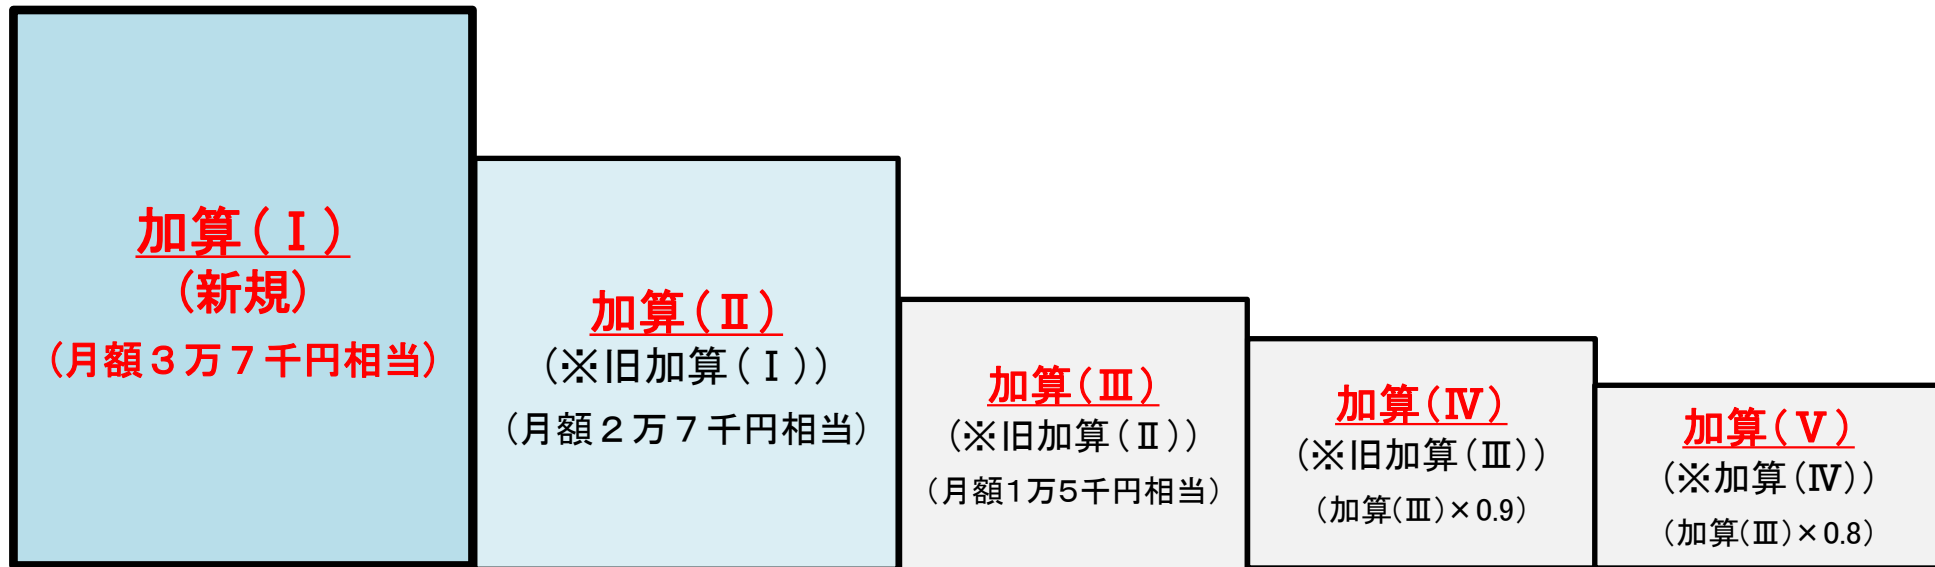 加算(Ⅰ)
(新規)
(月額３万７千円相当)
加算(Ⅱ)
(※旧加算(Ⅰ))
(月額２万７千円相当)
加算(Ⅲ)
(※旧加算(Ⅱ))
(月額1万5千円相当)
加算(Ⅳ)
(※旧加算(Ⅲ))
(加算(Ⅲ)×0.9)
加算(Ⅴ)
(※加算(Ⅳ))
(加算(Ⅲ)×0.8)